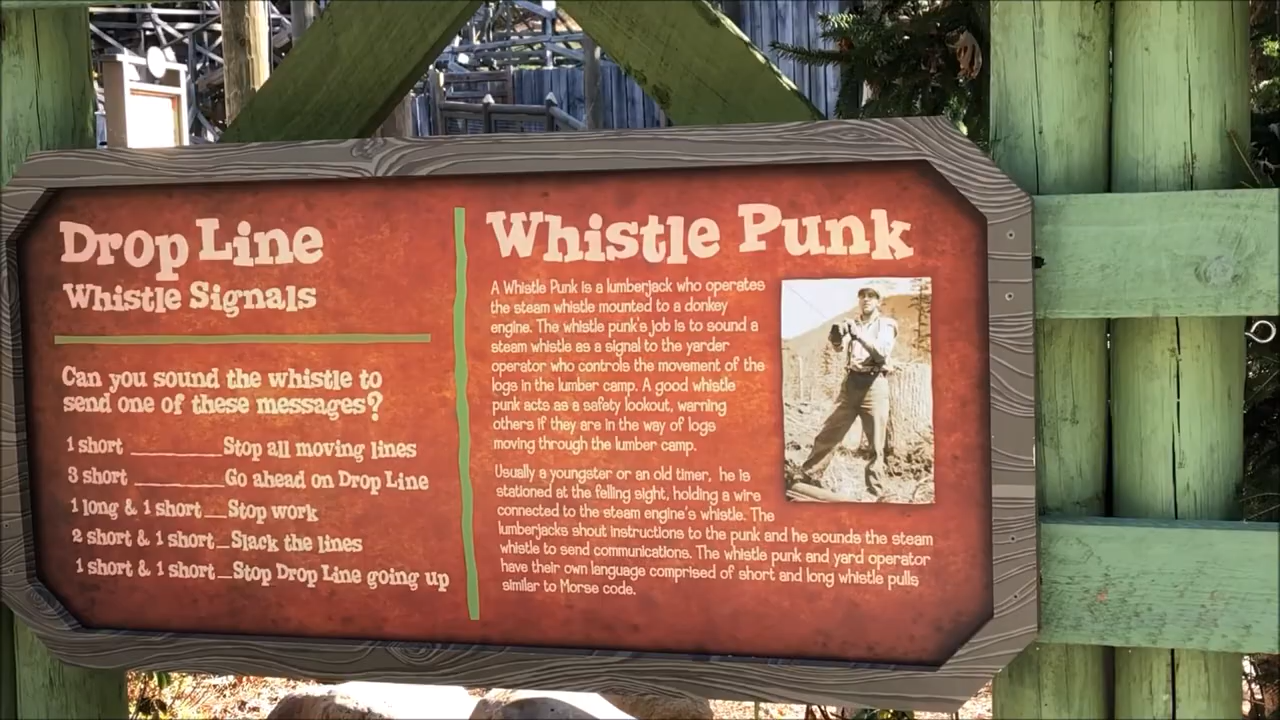 Drop Line
Whistle Signals
Can you sound the whistle to
send one of these messages?
1 short ________Stop all moving lines
3 short ________Go ahead on Drop Line
1 long & 1 short__Stop work
2 short & 1 short_Slack the lines
1 short & 1 short_Stop Drop Line going up
Whistle Punk
A Whistle Punk is a lumberjack who operates
the steam whistle mounted to a donkey
engine. The whistle punk's job is to sound a
steam whistle as a signal to the yarder
operator who controls the movement of the
logs in the lumber camp. A good whistle
punk acts as a safety lookout, warning
others if they are in the way of logs
moving through the lumber camp.
Usually a youngster or an old timer, he is
stationed at the felling sight, holding a wire
connected to the steam engine's whistle. The
lumberjacks shout instructions to the punk and he sounds the steam
whistle to send communications. The whistle punk and yard operator
have their own language comprised of short and long whistle pulls
similar to Morse code.